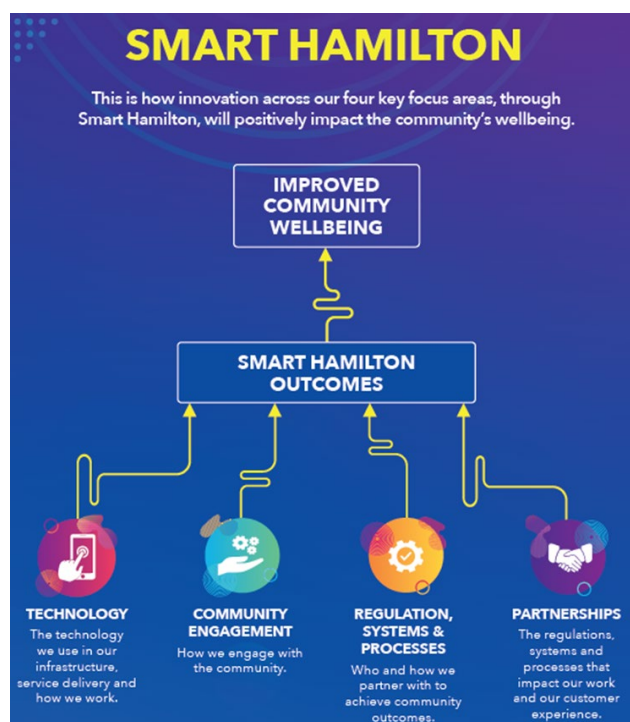 SMART HAMILTON
This is how innovation across our four key focus areas, through
Smart Hamilton, will positively impact the community's wellbeing.
IMPROVED
COMMUNITY
WELLBEING
SMART HAMILTON
OUTCOMES
TECHNOLOGY
The technology
we use in our
infrastructure,
service delivery and
how we work.
COMMUNITY
ENGAGEMENT
How we engage with
the community.
REGULATION,
SYSTEMS &
PROCESSES
Who and how we
partner with to
achieve community
outcomes.
PARTNERSHIPS
The regulations,
systems and
processes that
impact our work
and our customer
experience.